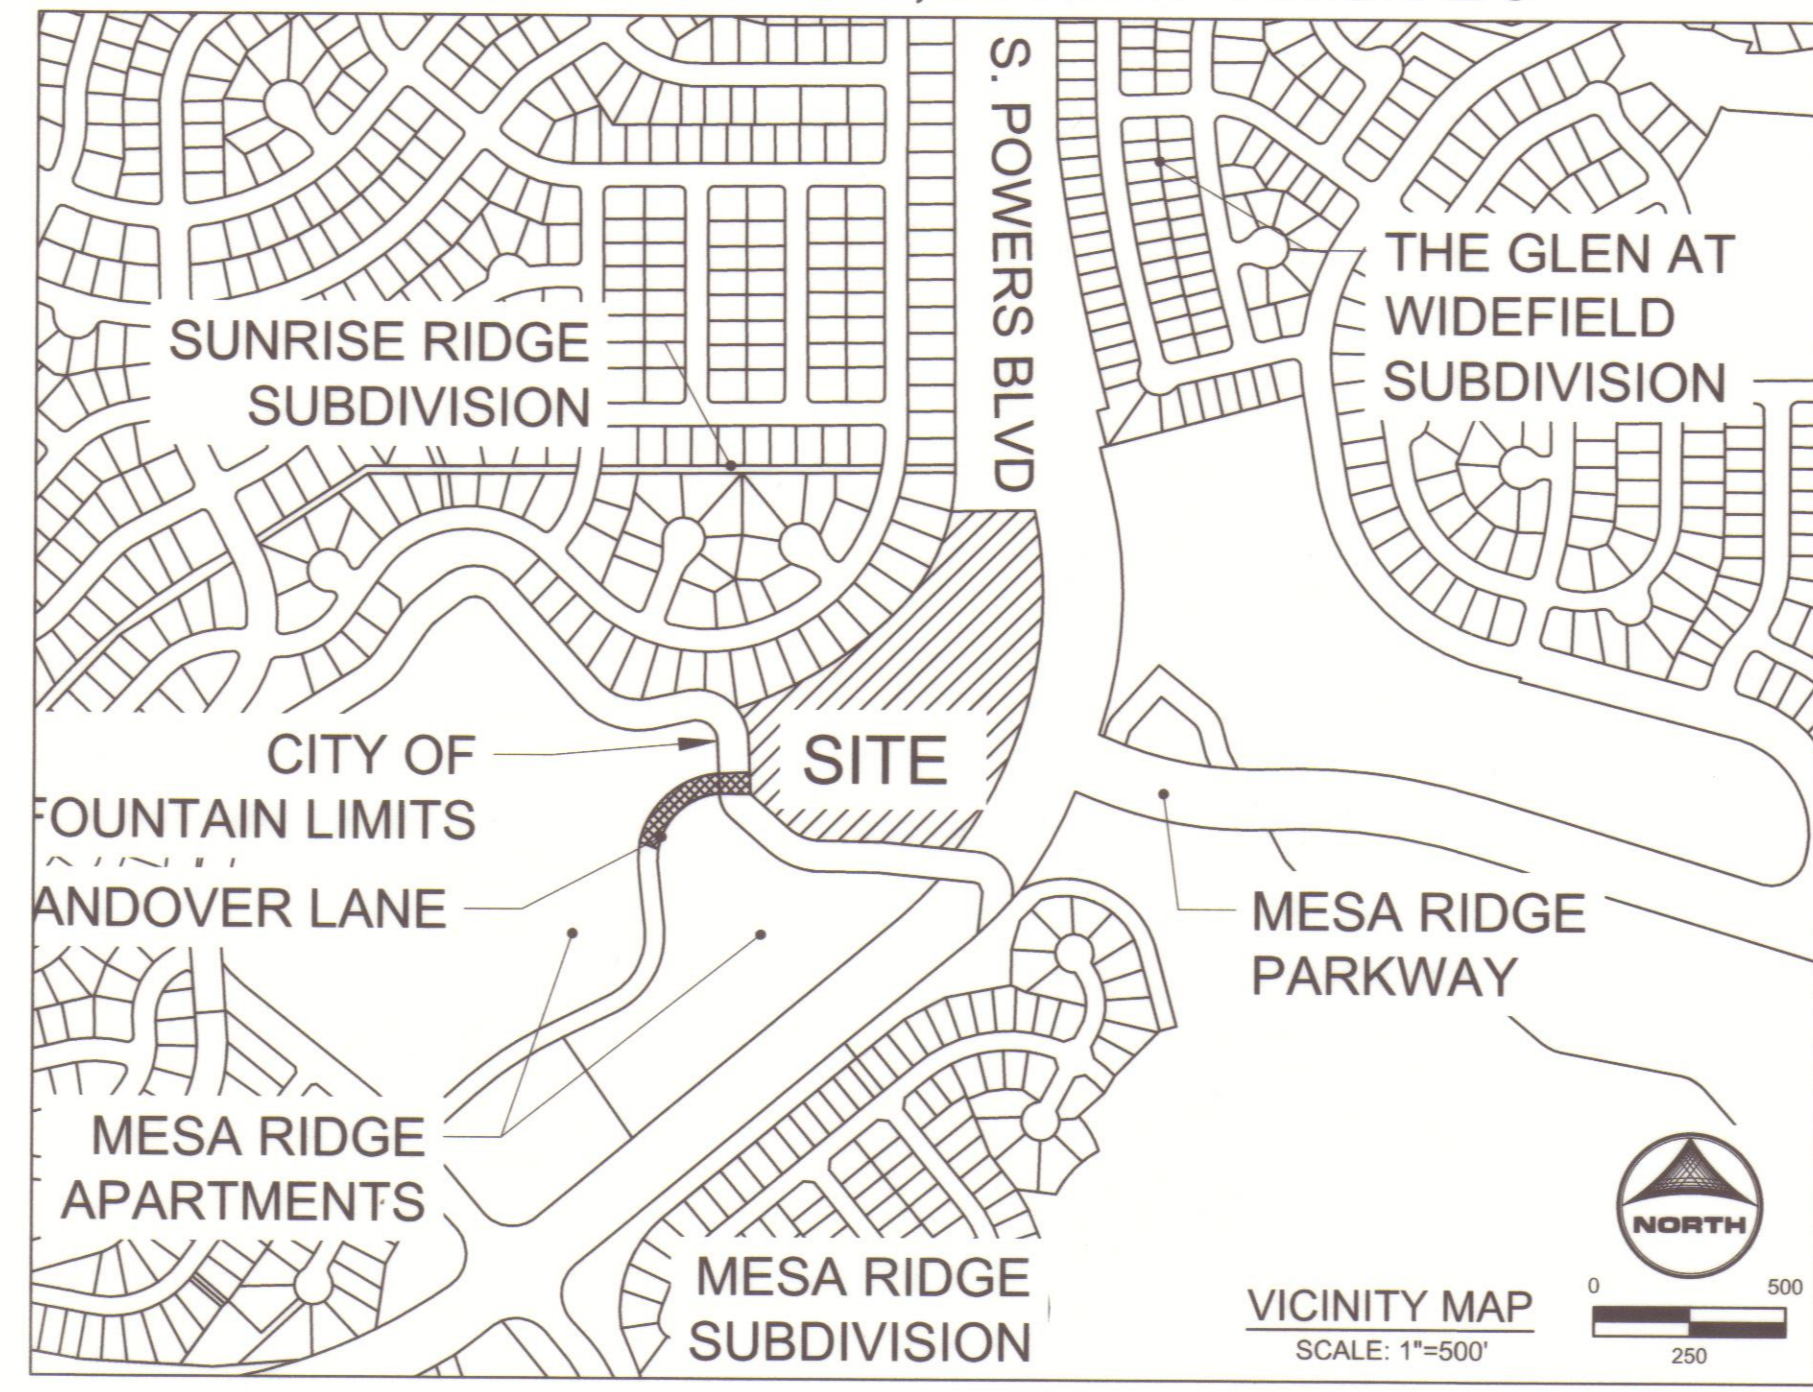 S. POWERS BLVD
THE GLEN AT
WIDEFIELD
SUBDIVISION
SUNRISE RIDGE
SUBDIVISION
SITE
CITY OF
FOUNTAIN LIMITS
ANDOVER LANE
MESA RIDGE
PARKWAY
MESA RIDGE
APARTMENTS
MESA RIDGE
SUBDIVISION
NORTH
VICINITY MAP
SCALE: 1"=500'
0 500
250